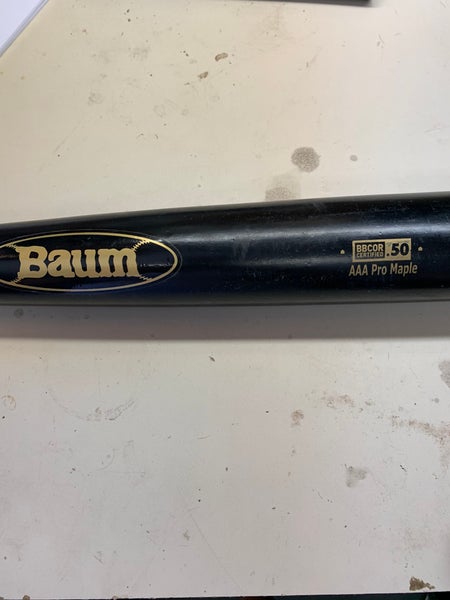 Baum
BBCOR
CERTIFIED
.50
AAA Pro Maple